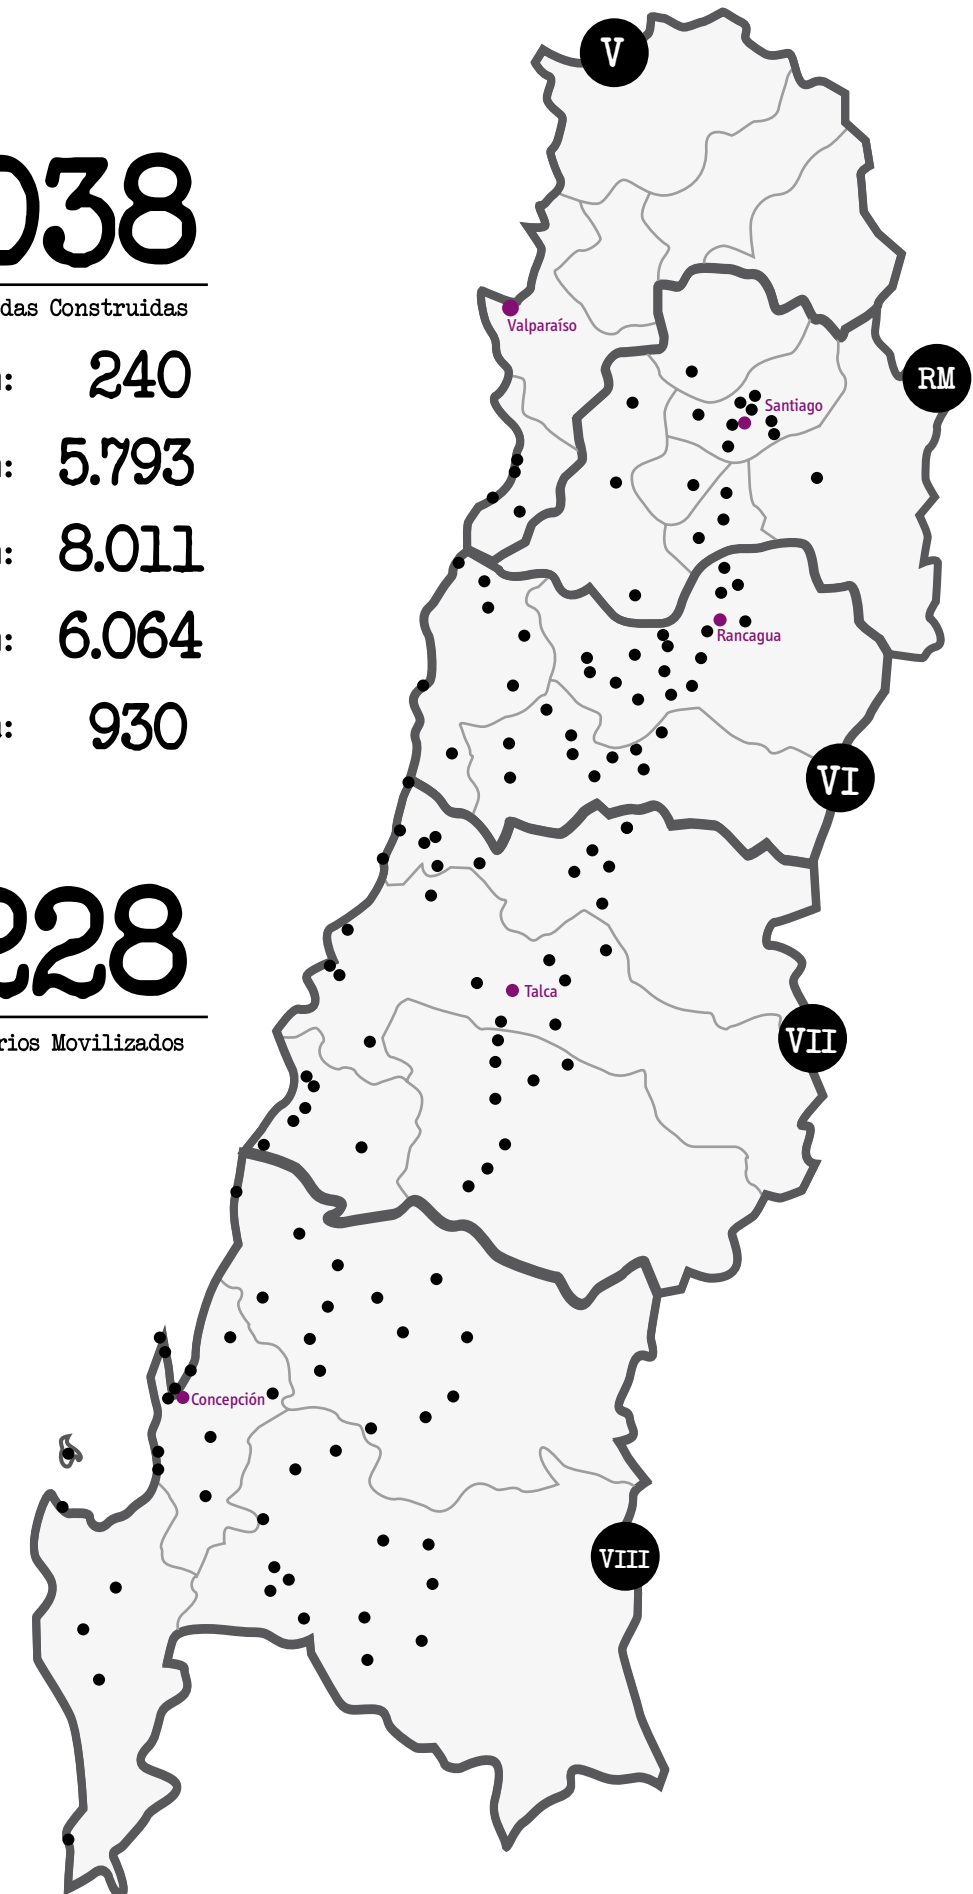 V
038
das Construidas
240
5.793
8.011
6.064
930
Valparaíso
RM
Santiago
Rancagua
VI
228
rios Movilizados
Talca
VII
Concepción
VIII